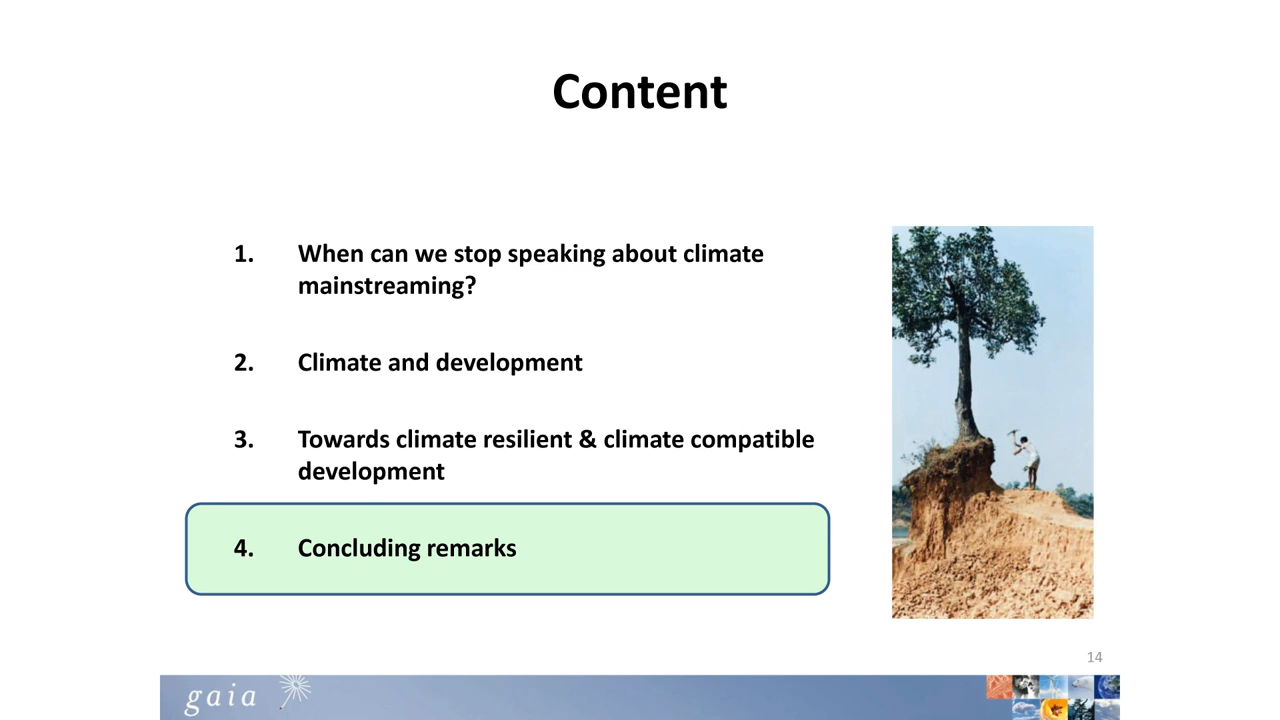 Content
1. When can we stop speaking about climate
mainstreaming?
2. Climate and development
3. Towards climate resilient & climate compatible
development
4. Concluding remarks
14
gaia